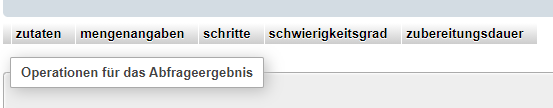 zutaten mengenangaben schritte schwierigkeitsgrad zubereitungsdauer
Operationen für das Abfrageergebnis